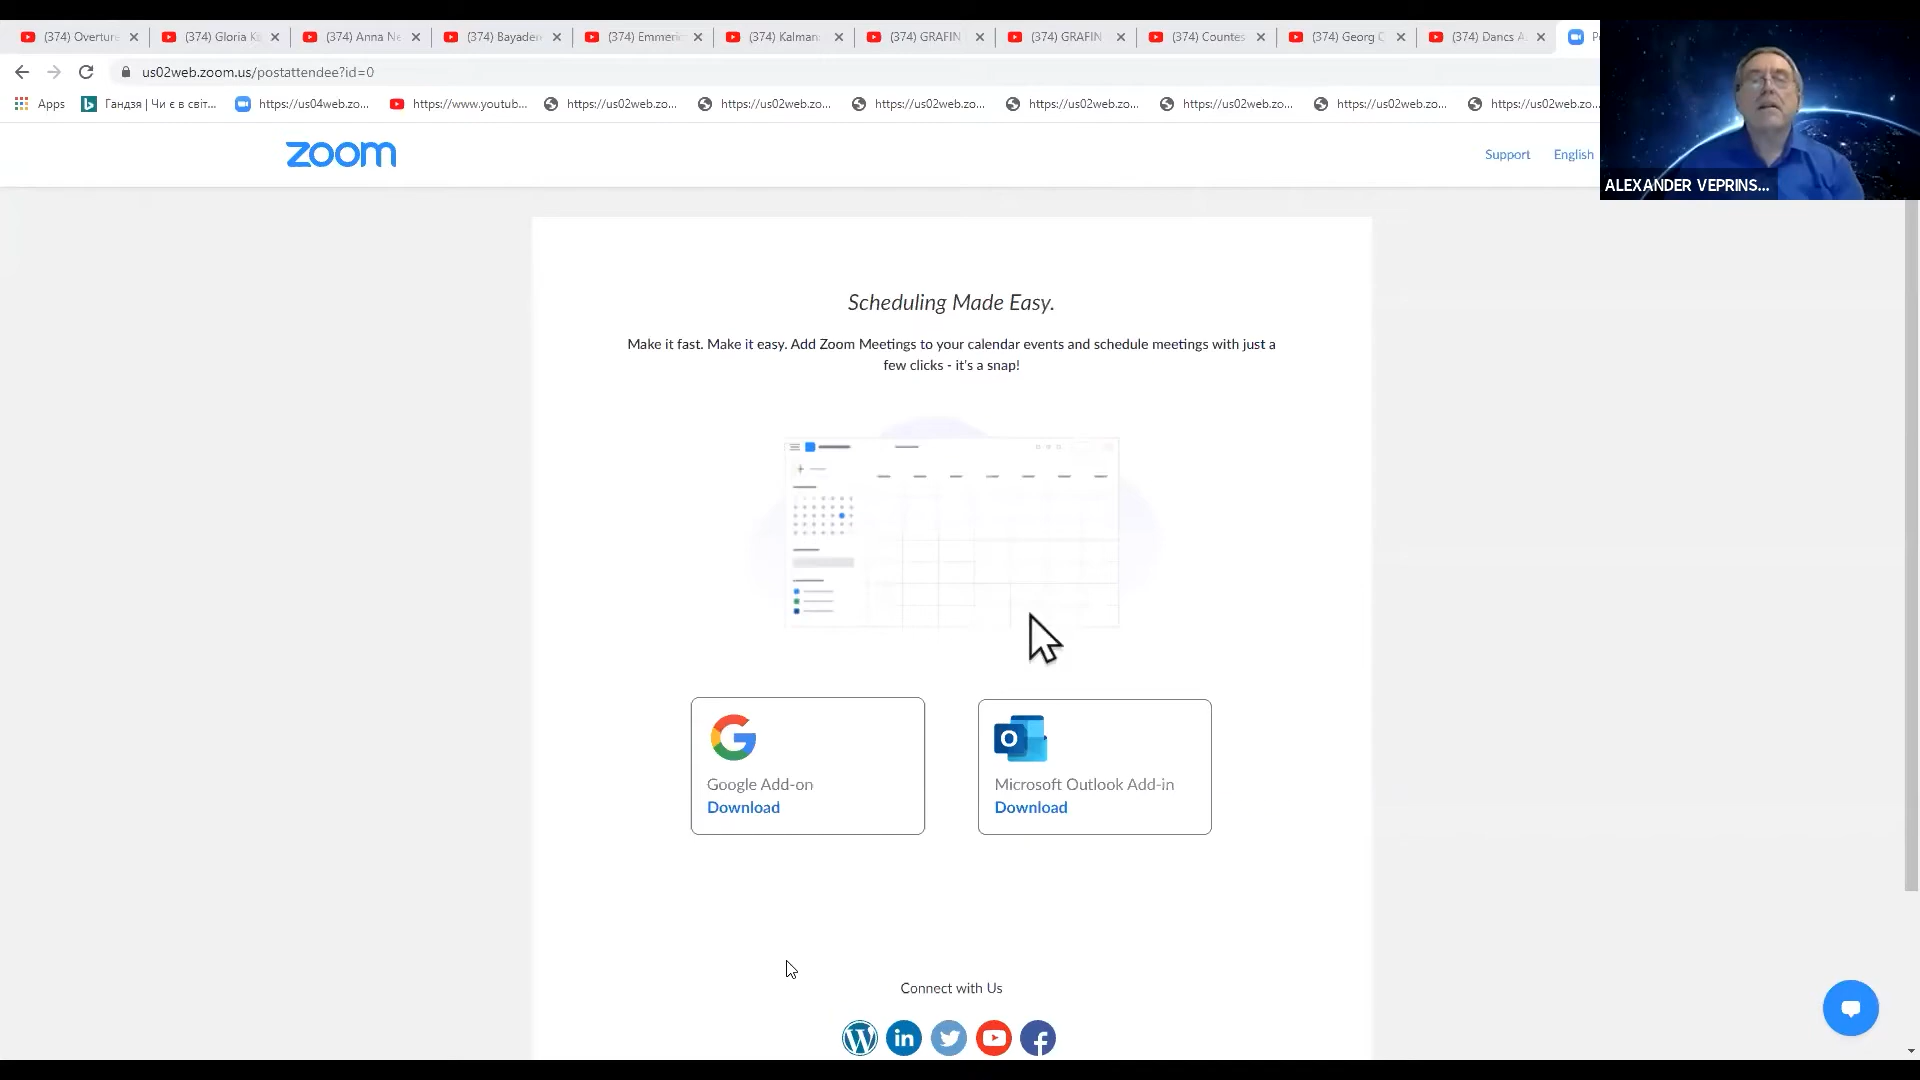 (374) Overture
(374) Gloria K
(374) Anna Ne
(374) Bayader
(374) Emmeri
(374) Kalman
(374) GRAFIN
(374) GRAFIN
(374) Countes
(374) Georg
(374) Dancs
us02web.zoom.us/postattendee?id=0
Apps
Гандзя | Чи є в світ...
https://us04web.zo...
https://www.youtub...
https://us02web.zo...
https://us02web.zo...
https://us02web.zo...
https://us02web.zo...
https://us02web.zo...
https://us02web.zo...
https://us02web.zo...
zoom
Support
English
ALEXANDER VEPRINS...
Scheduling Made Easy.
Make it fast. Make it easy. Add Zoom Meetings to your calendar events and schedule meetings with just a
few clicks - it's a snap!
Google Add-on
Download
Microsoft Outlook Add-in
Download
Connect with Us